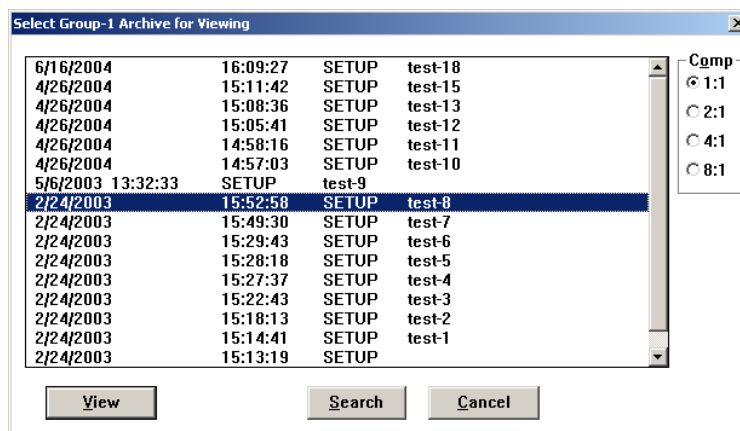 Select Group-1 Archive for Viewing
6/16/2004 16:09:27 SETUP test-18
4/26/2004 15:11:42 SETUP test-15
4/26/2004 15:08:36 SETUP test-13
4/26/2004 15:05:41 SETUP test-12
4/26/2004 14:58:16 SETUP test-11
4/26/2004 14:57:03 SETUP test-10
5/6/2003 13:32:33 SETUP test-9
2/24/2003 15:52:58 SETUP test-8
2/24/2003 15:49:30 SETUP test-7
2/24/2003 15:29:43 SETUP test-6
2/24/2003 15:28:18 SETUP test-5
2/24/2003 15:27:37 SETUP test-4
2/24/2003 15:22:43 SETUP test-3
2/24/2003 15:18:13 SETUP test-2
2/24/2003 15:14:41 SETUP test-1
2/24/2003 15:13:19 SETUP
Comp
1:1
2:1
4:1
8:1
View Search Cancel